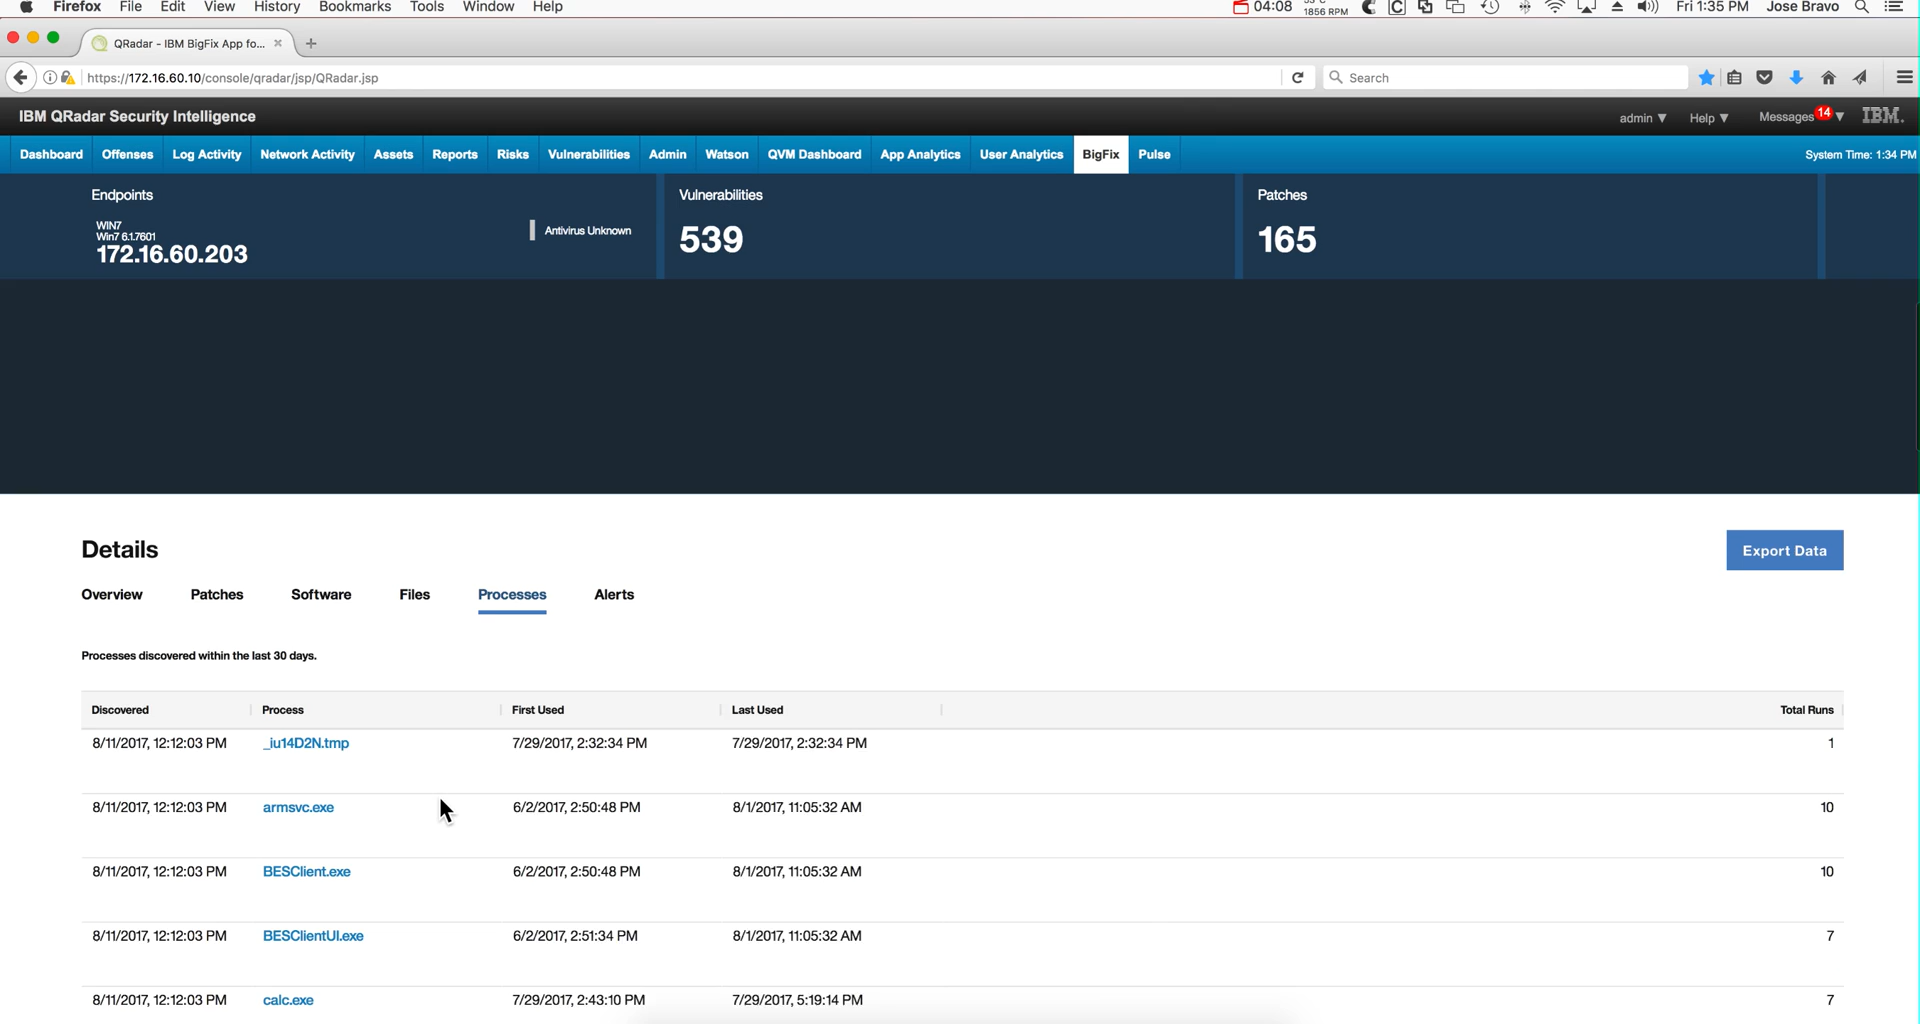 Firefox File Edit View History Bookmarks Tools Window Help 04:08 1856 RPM Fri 1:35 PM Jose Bravo
QRadar - IBM BigFix App fo...
https://172.16.60.10/console/qradar/jsp/QRadar.jsp Search
IBM QRadar Security Intelligence admin ▼ Help ▼ Messages 14 ▼ IBM.
Dashboard Offenses Log Activity Network Activity Assets Reports Risks Vulnerabilities Admin Watson QVM Dashboard App Analytics User Analytics BigFix Pulse System Time: 1:34 PM
Endpoints Vulnerabilities Patches
WIN7
Win7 6.1.7601
172.16.60.203 Antivirus Unknown 539 165
Details Export Data
Overview Patches Software Files Processes Alerts
Processes discovered within the last 30 days.
Discovered Process First Used Last Used Total Runs
8/11/2017, 12:12:03 PM _iu14D2N.tmp 7/29/2017, 2:32:34 PM 7/29/2017, 2:32:34 PM 1
8/11/2017, 12:12:03 PM armsvc.exe 6/2/2017, 2:50:48 PM 8/1/2017, 11:05:32 AM 10
8/11/2017, 12:12:03 PM BESClient.exe 6/2/2017, 2:50:48 PM 8/1/2017, 11:05:32 AM 10
8/11/2017, 12:12:03 PM BESClientUI.exe 6/2/2017, 2:51:34 PM 8/1/2017, 11:05:32 AM 7
8/11/2017, 12:12:03 PM calc.exe 7/29/2017, 2:43:10 PM 7/29/2017, 5:19:14 PM 7